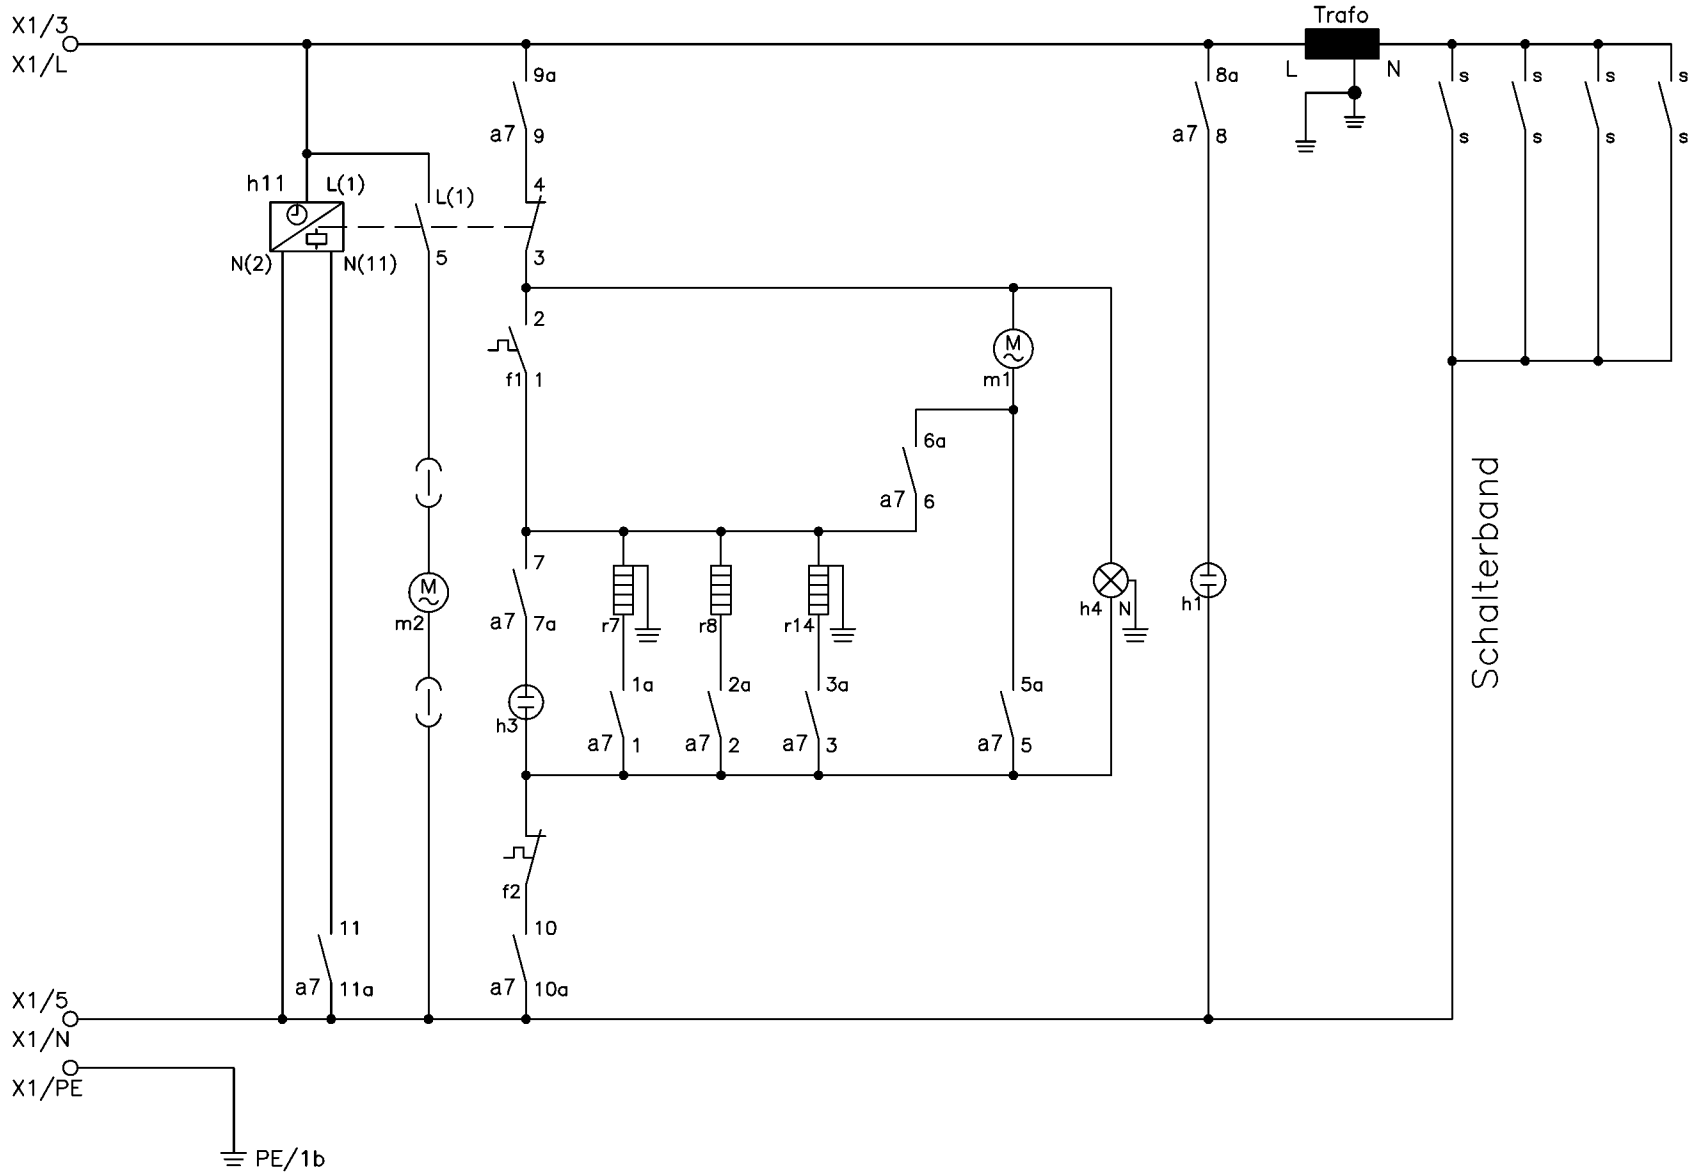 X1/3
X1/L
Trafo
L
N
9a
a7 9
8a
a7 8
s
s
s
s
s
s
s
s
h11
L(1)
L(1)
4
N(2)
N(11)
5
3
2
f1 1
M
m1
6a
a7 6
Schalterband
7
a7 7a
M
m2
r7
r8
r14
h4 N
h1
h3
1a
a7 1
2a
a7 2
3a
a7 3
5a
a7 5
f2
11
a7 11a
10
a7 10a
X1/5
X1/N
X1/PE
PE/1b